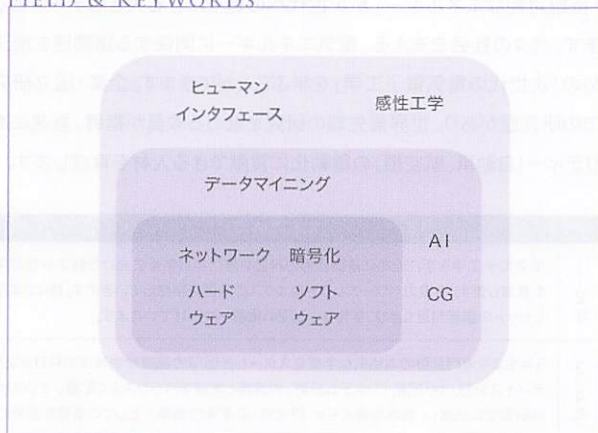 FIELD & KEYWORDS
ヒューマン
インタフェース
感性工学
データマイニング
ネットワーク 暗号化
AI
ハード
ウェア
ソフト
ウェア
CG